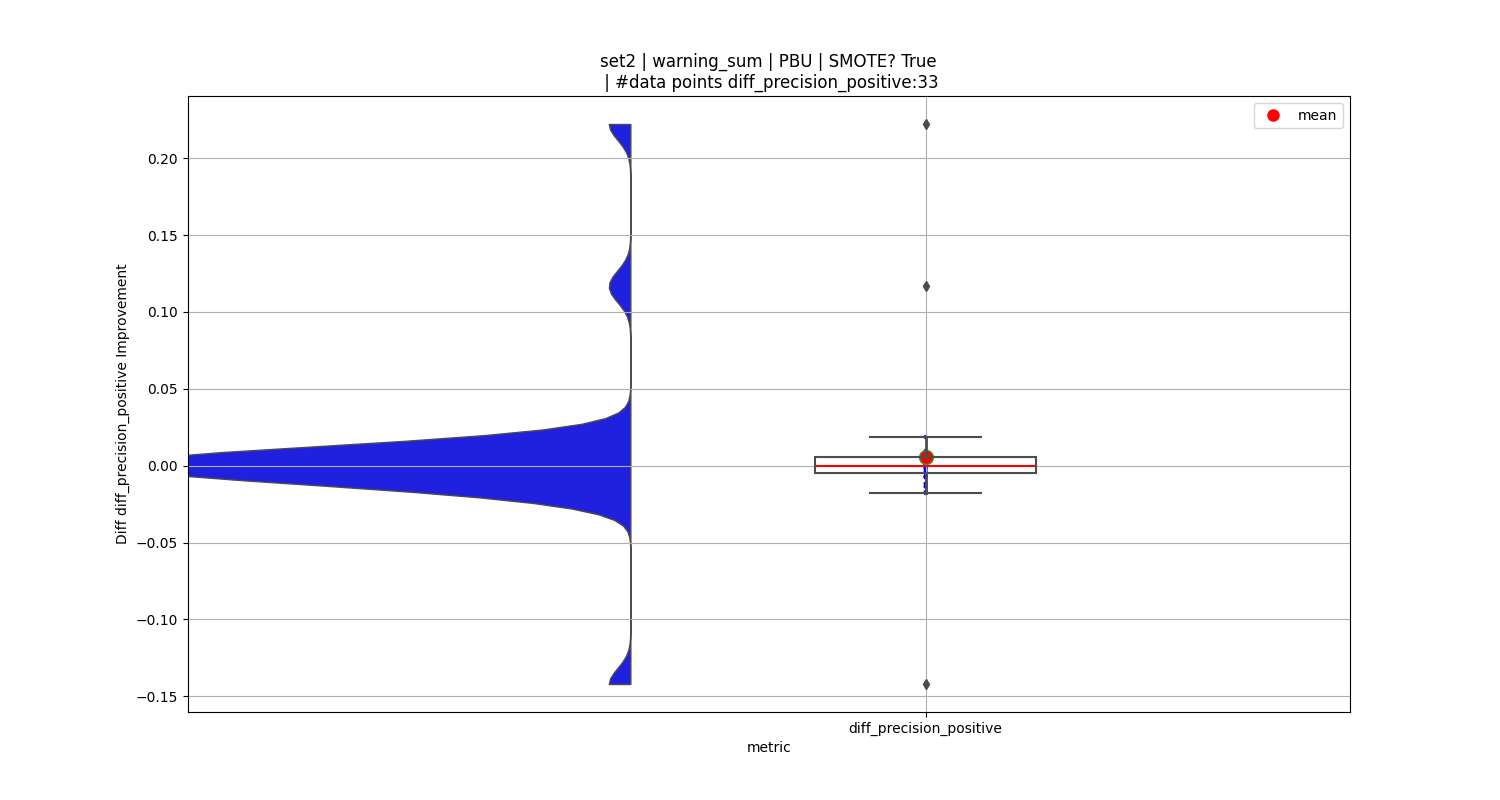 set2 | warning_sum | PBU | SMOTE? True
| #data points diff_precision_positive:33
mean
0.20
0.15
0.10
0.05
0.00
−0.05
−0.10
−0.15
Diff diff_precision_positive Improvement
diff_precision_positive
metric